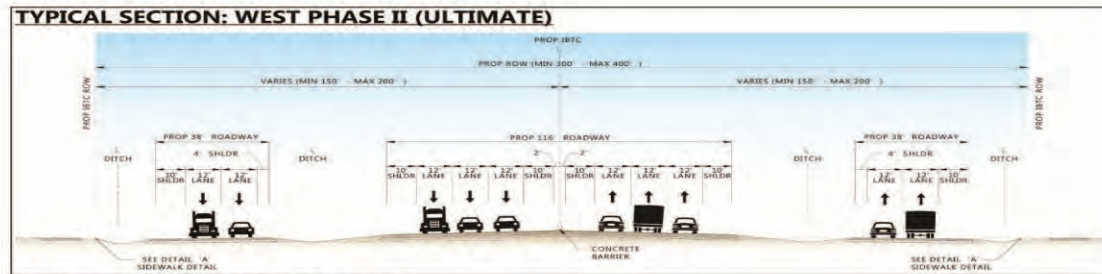 TYPICAL SECTION: WEST PHASE II (ULTIMATE)
PROP IBTC
PROP ROW (MIN 300' - MAX 400' )
VARIES (MIN 150' - MAX 200' )
VARIES (MIN 150' - MAX 200' )
PROP IBTC ROW
PROP IBTC ROW
PROP 38' ROADWAY
PROP 116' ROADWAY
PROP 38' ROADWAY
DITCH
4' SHLDR
DITCH
2'
2'
DITCH
4' SHLDR
DITCH
10' SHLDR
12' LANE
12' LANE
10' SHLDR
12' LANE
12' LANE
12' LANE
10' SHLDR
10' SHLDR
12' LANE
12' LANE
12' LANE
10' SHLDR
12' LANE
12' LANE
10' SHLDR
SEE DETAIL 'A'
SIDEWALK DETAIL
CONCRETE
BARRIER
SEE DETAIL 'A'
SIDEWALK DETAIL